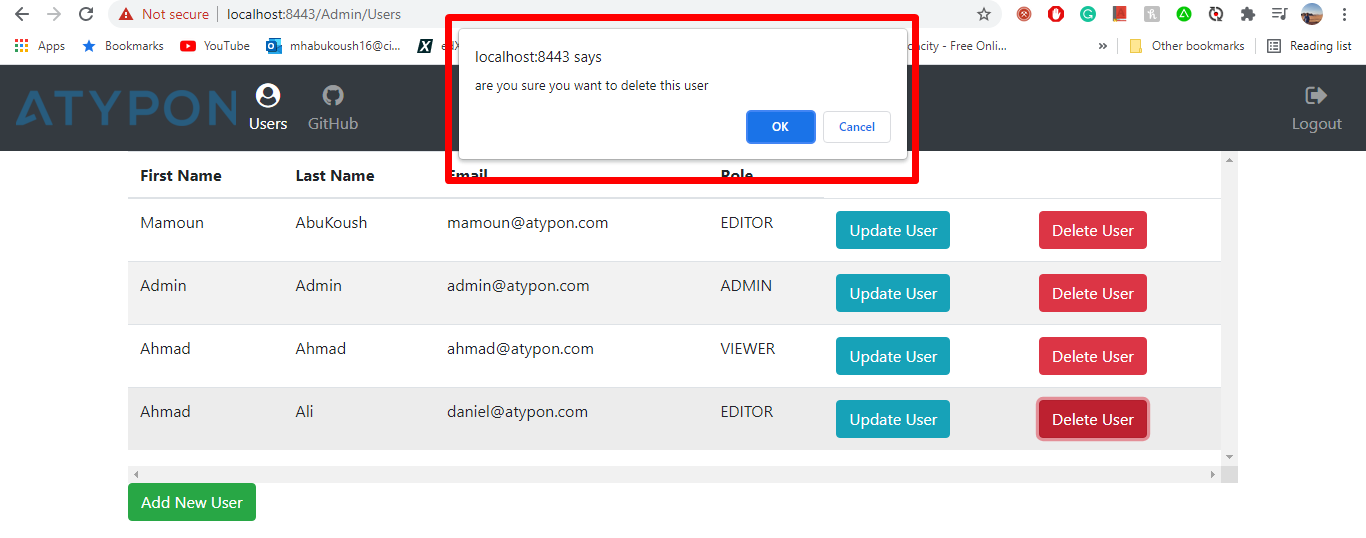 Not secure | localhost:8443/Admin/Users
Apps Bookmarks YouTube mhabukoush16@ci... edX Free Onli... » Other bookmarks Reading list
localhost:8443 says
are you sure you want to delete this user
OK Cancel
ATYPON Users GitHub Logout
First Name Last Name Email Role
Mamoun AbuKoush mamoun@atypon.com EDITOR Update User Delete User
Admin Admin admin@atypon.com ADMIN Update User Delete User
Ahmad Ahmad ahmad@atypon.com VIEWER Update User Delete User
Ahmad Ali daniel@atypon.com EDITOR Update User Delete User
Add New User